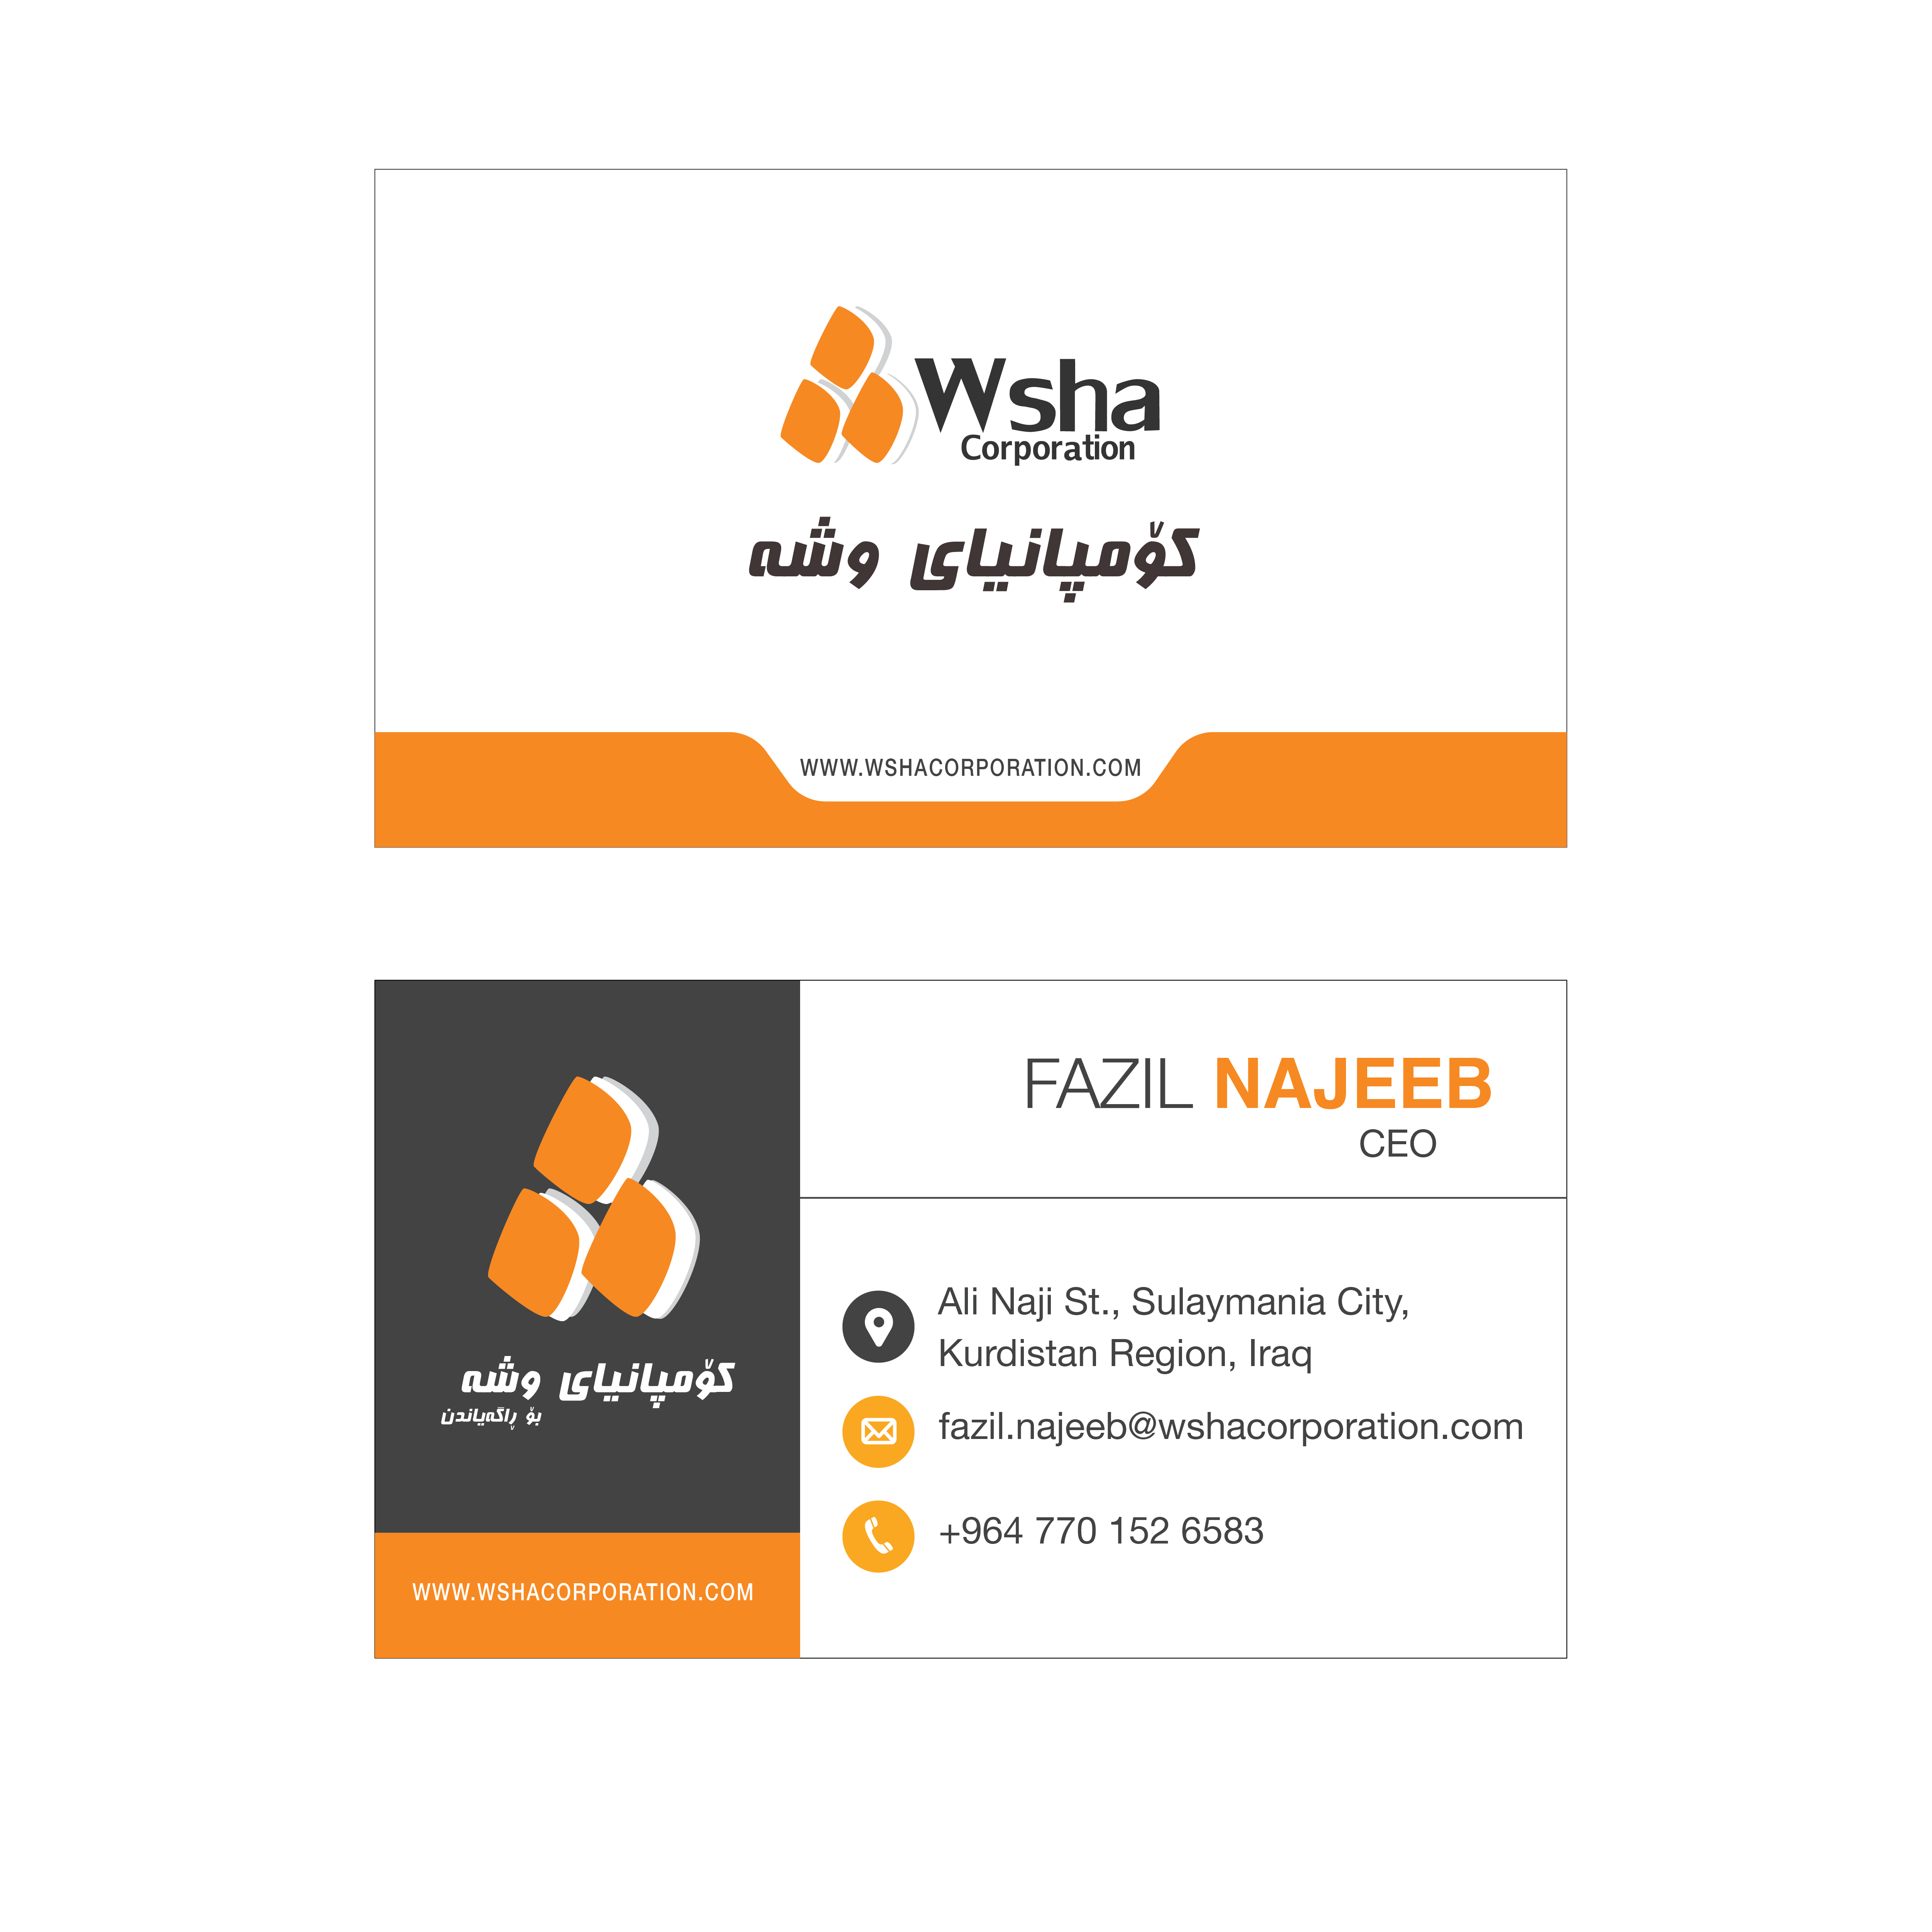 Wsha
Corporation
کۆمپانیای وشە
WWW.WSHACORPORATION.COM
FAZIL NAJEEB
CEO
کۆمپانیای وشە
بۆ ڕاگەیاندن
WWW.WSHACORPORATION.COM
Ali Naji St., Sulaymania City,
Kurdistan Region, Iraq
fazil.najeeb@wshacorporation.com
+964 770 152 6583